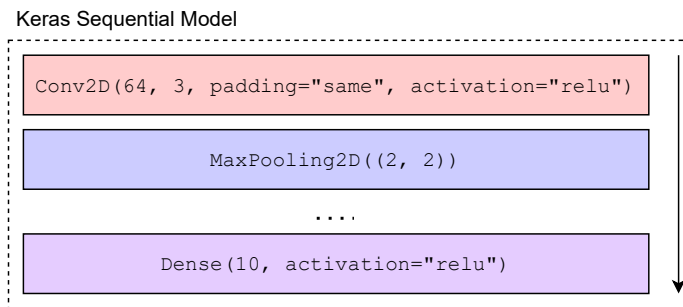 Keras Sequential Model
Conv2D(64, 3, padding="same", activation="relu")
MaxPooling2D((2, 2))
....
Dense(10, activation="relu")